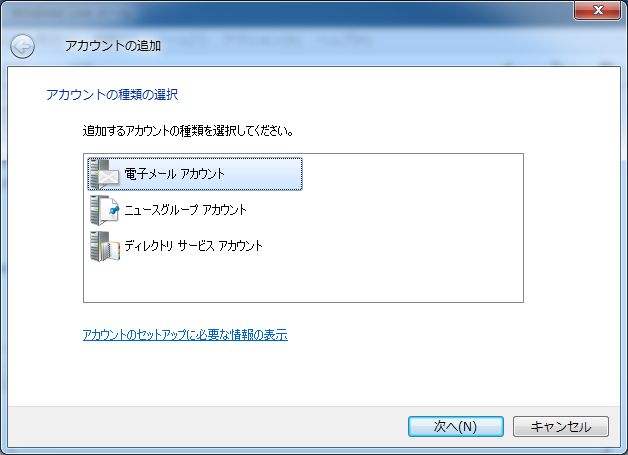 アカウントの追加
アカウントの種類の選択
追加するアカウントの種類を選択してください。
電子メール アカウント
ニュースグループ アカウント
ディレクトリ サービス アカウント
アカウントのセットアップに必要な情報の表示
次へ(N)
キャンセル